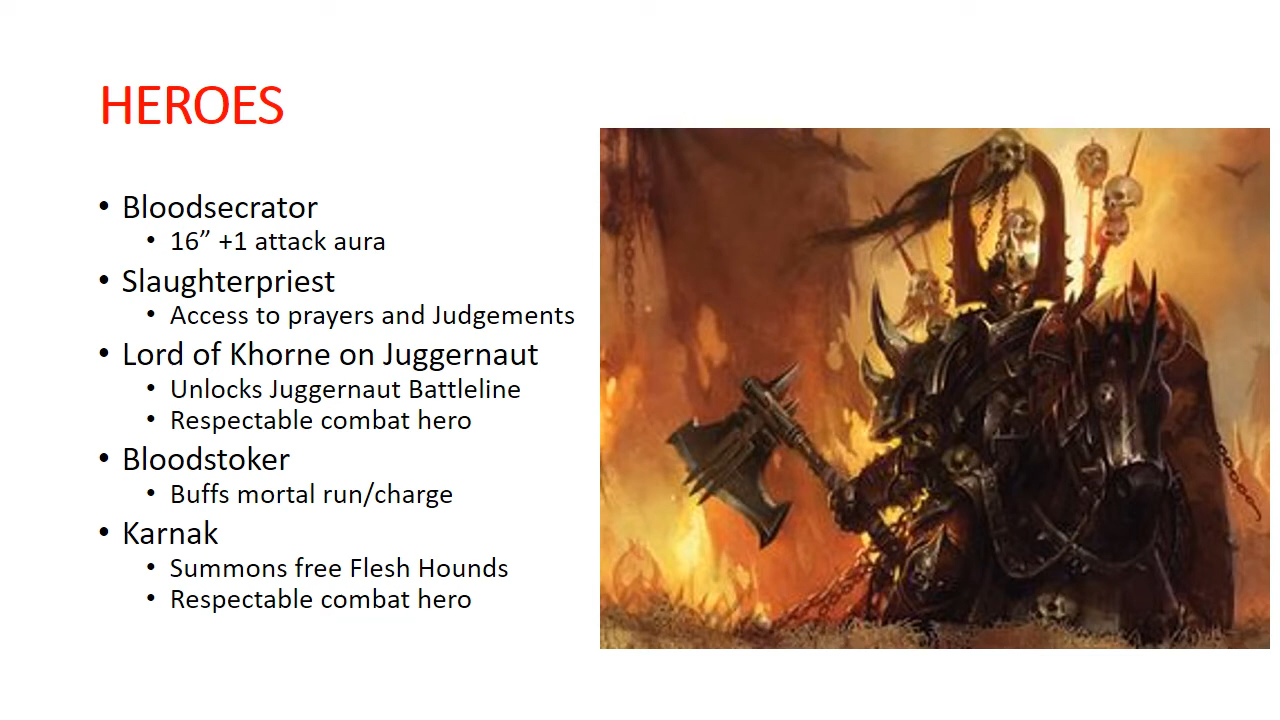 HEROES
• Bloodsecrator
• 16” +1 attack aura
• Slaughterpriest
• Access to prayers and Judgements
• Lord of Khorne on Juggernaut
• Unlocks Juggernaut Battleline
• Respectable combat hero
• Bloodstoker
• Buffs mortal run/charge
• Karnak
• Summons free Flesh Hounds
• Respectable combat hero